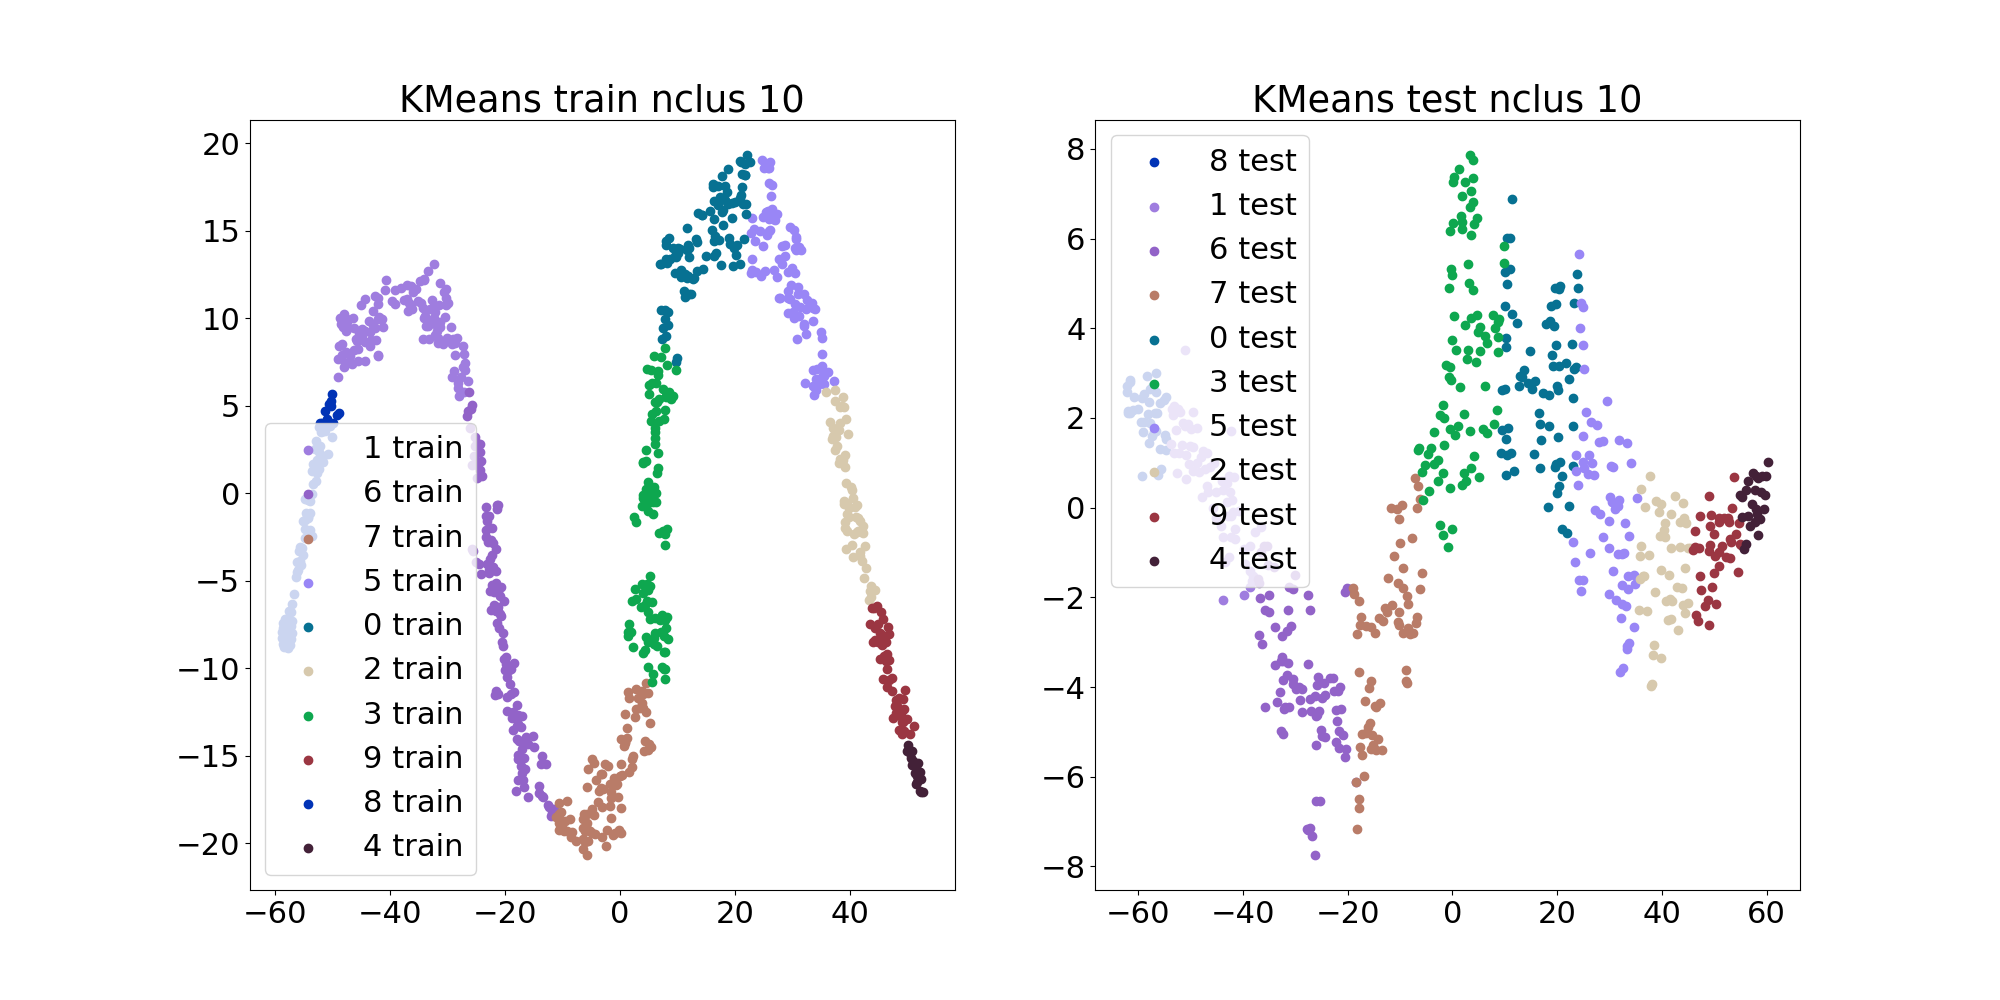 KMeans train nclus 10
20
15
10
5
0
−5
−10
−15
−20
1 train
6 train
7 train
5 train
0 train
2 train
3 train
9 train
8 train
4 train
−60 −40 −20 0 20 40
KMeans test nclus 10
8
6
4
2
0
−2
−4
−6
−8
8 test
1 test
6 test
7 test
0 test
3 test
5 test
2 test
9 test
4 test
−60 −40 −20 0 20 40 60